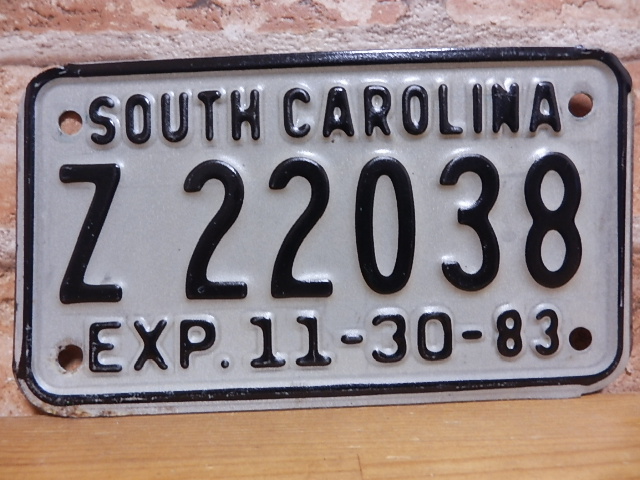 SOUTH CAROLINA
Z 22038
EXP. 11-30-83